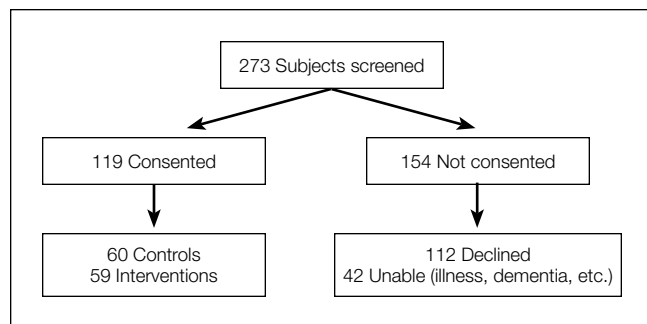 273 Subjects screened
119 Consented
154 Not consented
60 Controls
59 Interventions
112 Declined
42 Unable (illness, dementia, etc.)